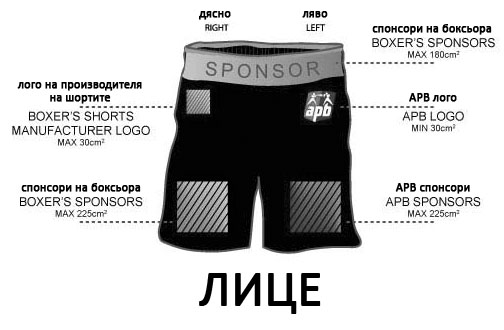 дясно
RIGHT
ляво
LEFT
спонсори на боксьора
BOXER'S SPONSORS
MAX 180cm²
SPONSOR
лого на производителя
на шортите
BOXER'S SHORTS
MANUFACTURER LOGO
MAX 30cm²
apb
APB лого
APB LOGO
MIN 30cm²
спонсори на боксьора
BOXER'S SPONSORS
MAX 225cm²
APB спонсори
APB SPONSORS
MAX 225cm²
ЛИЦЕ